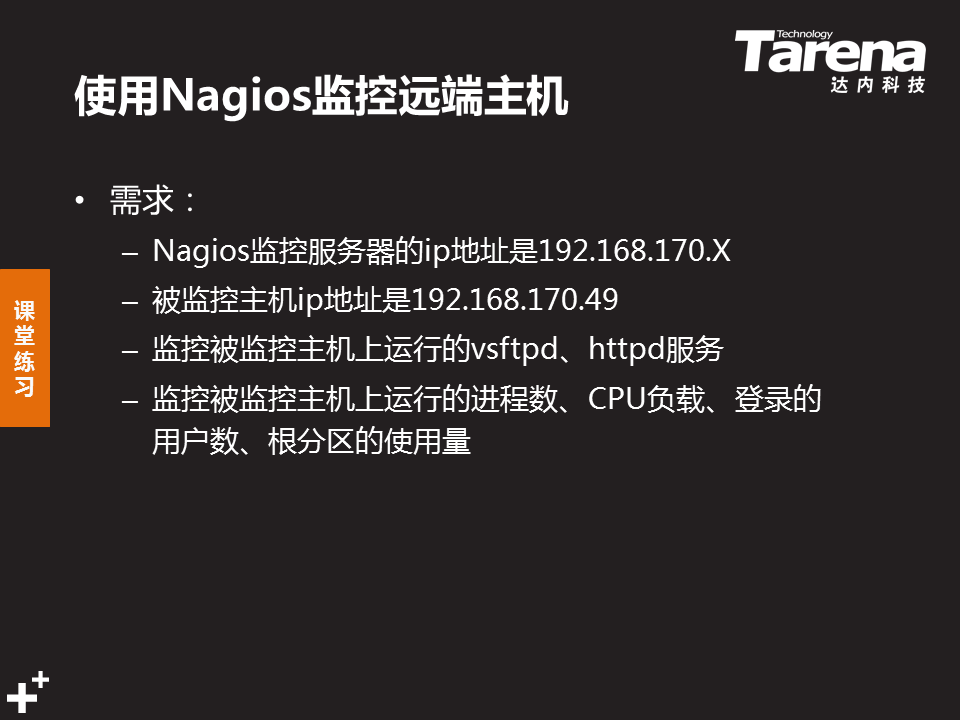 Technology
Tarena
达内科技
使用Nagios监控远端主机
• 需求：
– Nagios监控服务器的ip地址是192.168.170.X
– 被监控主机ip地址是192.168.170.49
– 监控被监控主机上运行的vsftpd、httpd服务
– 监控被监控主机上运行的进程数、CPU负载、登录的
用户数、根分区的使用量
课
堂
练
习